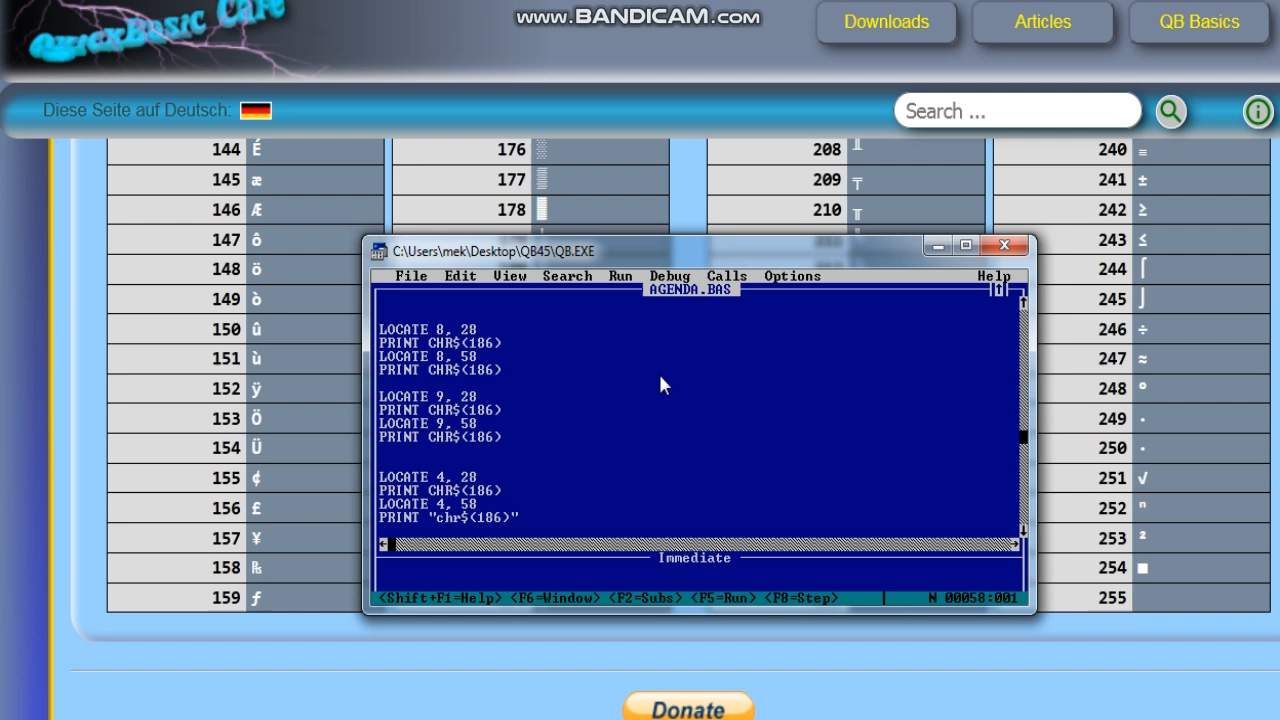 QuickBasic Cafe
www.BANDICAM.com
Downloads
Articles
QB Basics
Diese Seite auf Deutsch:
Search ...
144 É 176 ░ 208 ╨ 240 ≡
145 æ 177 ▒ 209 ╤ 241 ±
146 Æ 178 ▓ 210 ╥ 242 ≥
147 ô 243 ≤
148 ö 244 ⌠
149 ò 245 ⌡
150 û 246 ÷
151 ù 247 ≈
152 ÿ 248 °
153 Ö 249 ∙
154 Ü 250 ·
155 ¢ 251 √
156 £ 252 ⁿ
157 ¥ 253 ²
158 ₧ 254 ■
159 ƒ 255
C:\Users\mek\Desktop\QB45\QB.EXE
File Edit View Search Run Debug Calls Options Help
AGENDA.BAS
LOCATE 8, 28
PRINT CHR$(186)
LOCATE 8, 58
PRINT CHR$(186)
LOCATE 9, 28
PRINT CHR$(186)
LOCATE 9, 58
PRINT CHR$(186)
LOCATE 4, 28
PRINT CHR$(186)
LOCATE 4, 58
PRINT "chr$(186)"
Immediate
<Shift+F1=Help> <F6=Window> <F2=Subs> <F5=Run> <F8=Step> N 00058:001
Donate